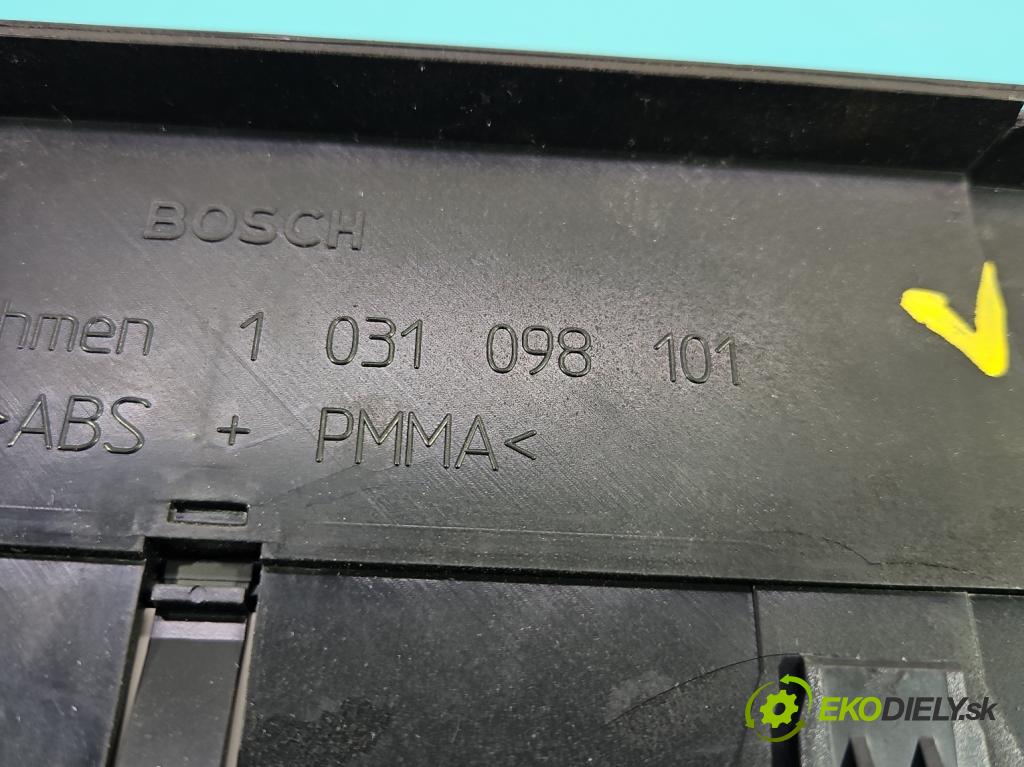 BOSCH
hmen 1 031 098 101
>ABS + PMMA<
EKODIELY.sk